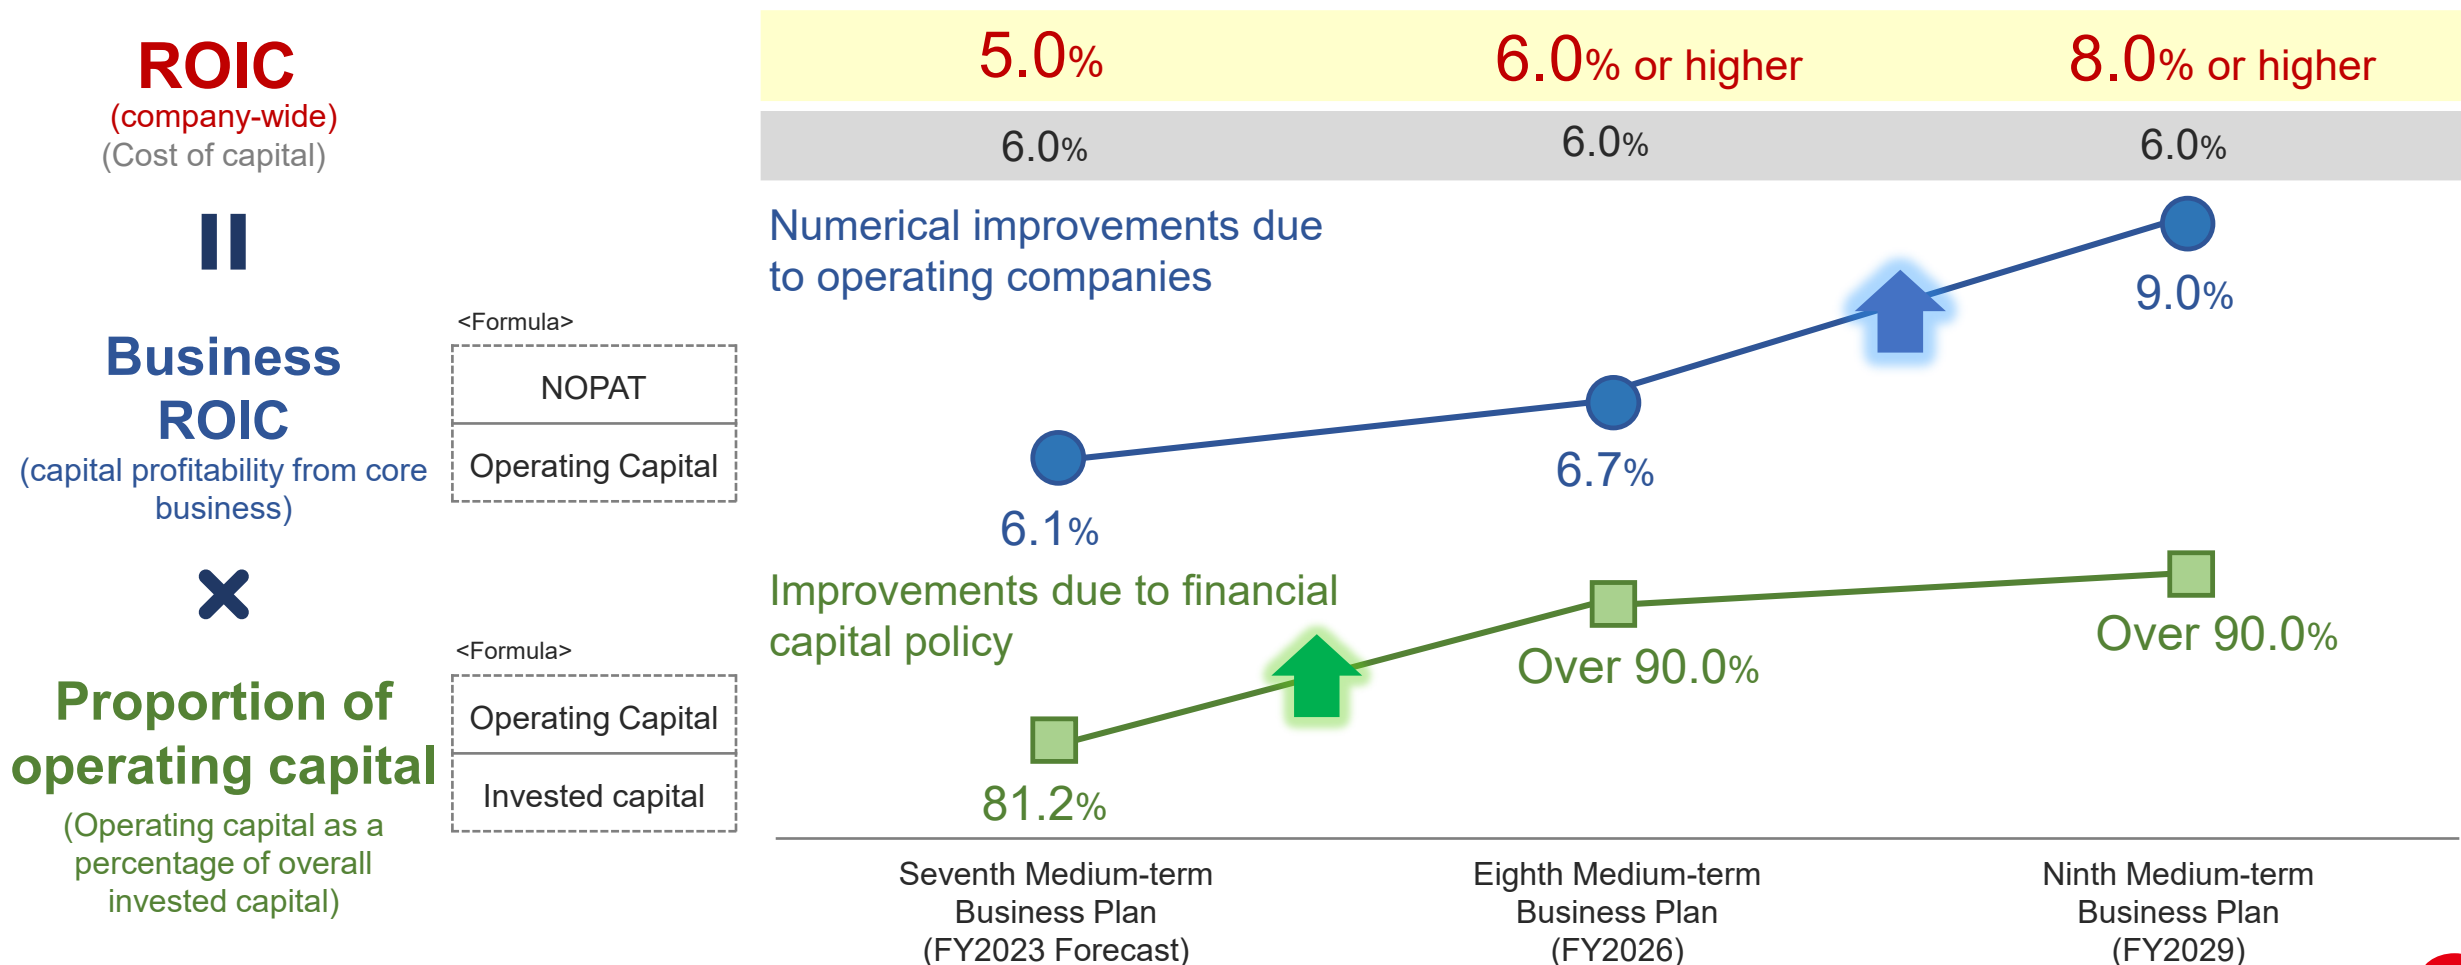 ROIC
(company-wide)
(Cost of capital)
5.0% 6.0% or higher 8.0% or higher
6.0% 6.0% 6.0%
Business
ROIC
(capital profitability from core
business)
<Formula>
NOPAT
Operating Capital
Proportion of
operating capital
(Operating capital as a
percentage of overall
invested capital)
<Formula>
Operating Capital
Invested capital
Numerical improvements due
to operating companies
6.1%
6.7%
9.0%
Improvements due to financial
capital policy
81.2%
Over 90.0%
Over 90.0%
Seventh Medium-term
Business Plan
(FY2023 Forecast)
Eighth Medium-term
Business Plan
(FY2026)
Ninth Medium-term
Business Plan
(FY2029)